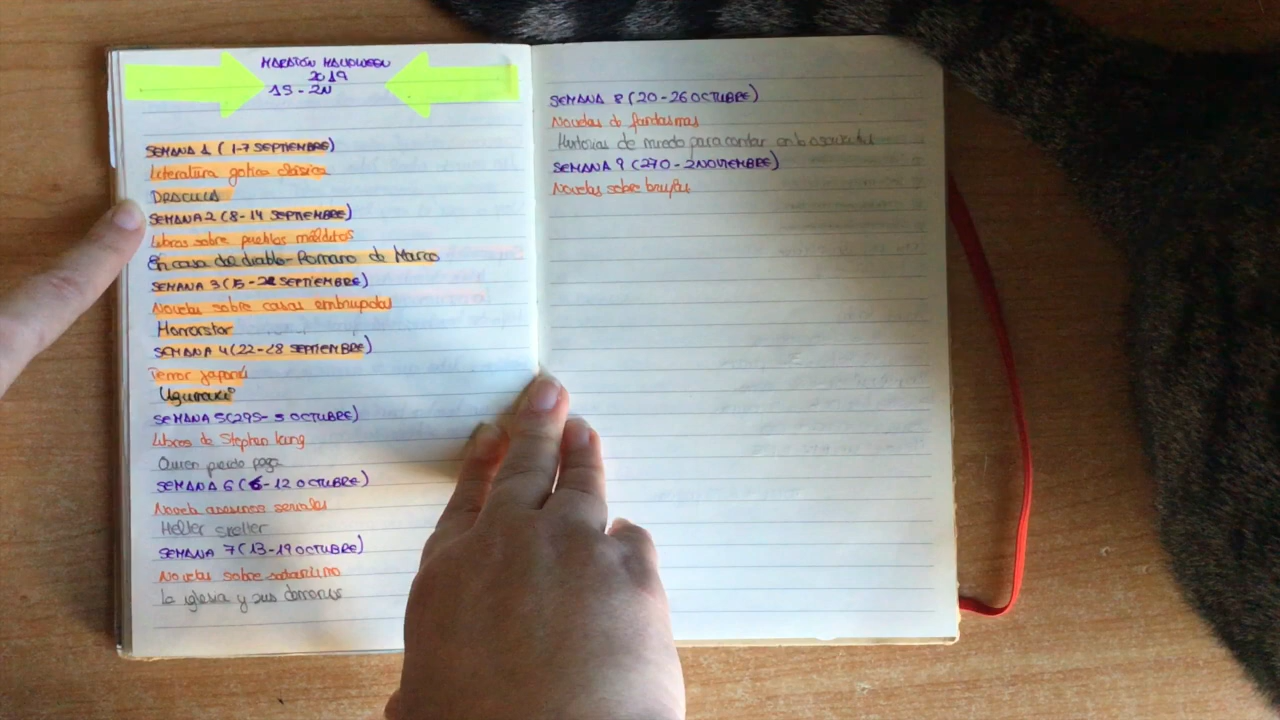 MARATÓN HALLOWEEN
2019
1S - 2N
SEMANA 1 ( 1-7 SEPTIEMBRE)
Literatura gotica clásica
DRACULA
SEMANA 2 (8-14 SEPTIEMBRE)
Libros sobre pueblos malditos
En casa del diablo - Romano de Marco
SEMANA 3 (15-21 SEPTIEMBRE)
Novelas sobre casas embrujadas
Horrorstor
SEMANA 4 (22-28 SEPTIEMBRE)
Terror japonés
Uzumaki
SEMANA 5 (29S- 5 OCTUBRE)
Libros de Stephen King
Quien pierde paga
SEMANA 6 (6-12 OCTUBRE)
Novela asesinos seriales
Helter skelter
SEMANA 7 (13-19 OCTUBRE)
Novelas sobre satanismo
La iglesia y sus demonios
SEMANA 8 (20-26 OCTUBRE)
Novelas de fantasmas
Historias de miedo para contar en la oscuridad
SEMANA 9 (27O - 2 NOVIEMBRE)
Novelas sobre brujas